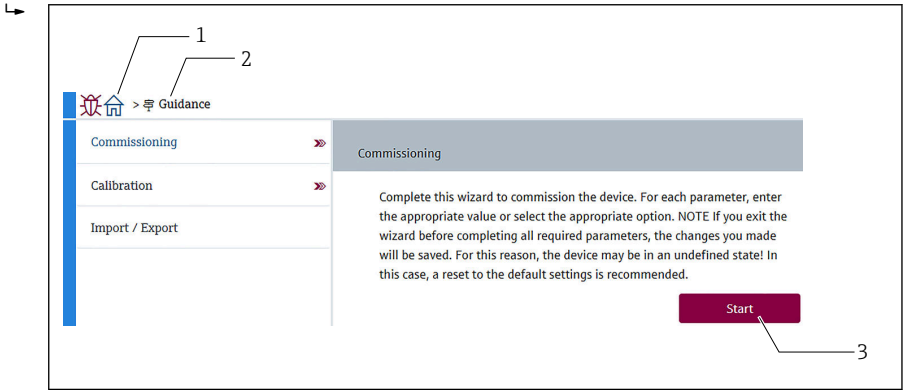 1
2
> Guidance
Commissioning
Calibration
Import / Export
Commissioning
Complete this wizard to commission the device. For each parameter, enter
the appropriate value or select the appropriate option. NOTE If you exit the
wizard before completing all required parameters, the changes you made
will be saved. For this reason, the device may be in an undefined state! In
this case, a reset to the default settings is recommended.
Start
3